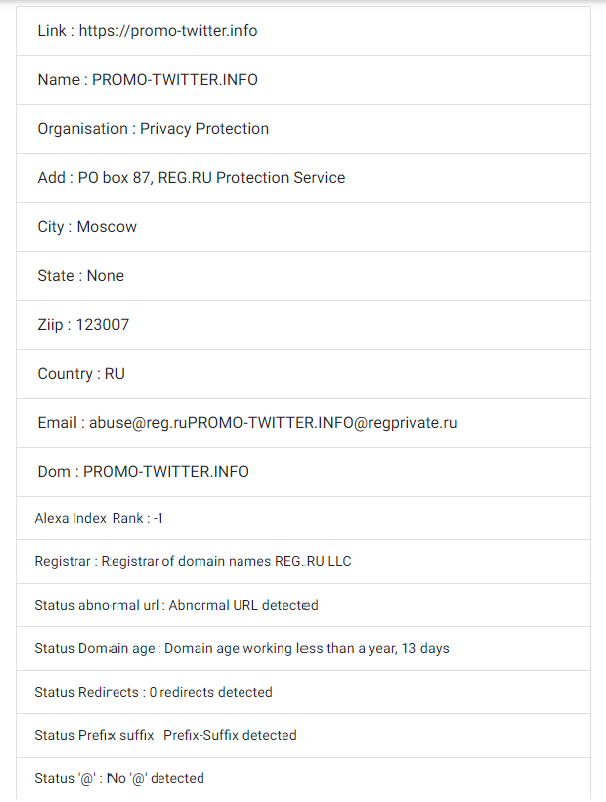 Link : https://promo-twitter.info
Name : PROMO-TWITTER.INFO
Organisation : Privacy Protection
Add : PO box 87, REG.RU Protection Service
City : Moscow
State : None
Ziip : 123007
Country : RU
Email : abuse@reg.ruPROMO-TWITTER.INFO@regprivate.ru
Dom : PROMO-TWITTER.INFO
Alexa Index Rank : -1
Registrar : Registrar of domain names REG.RU LLC
Status abnormal url : Abnormal URL detected
Status Domain age : Domain age working less than a year, 13 days
Status Redirects : 0 redirects detected
Status Prefix suffix Prefix-Suffix detected
Status '@' : No '@' detected